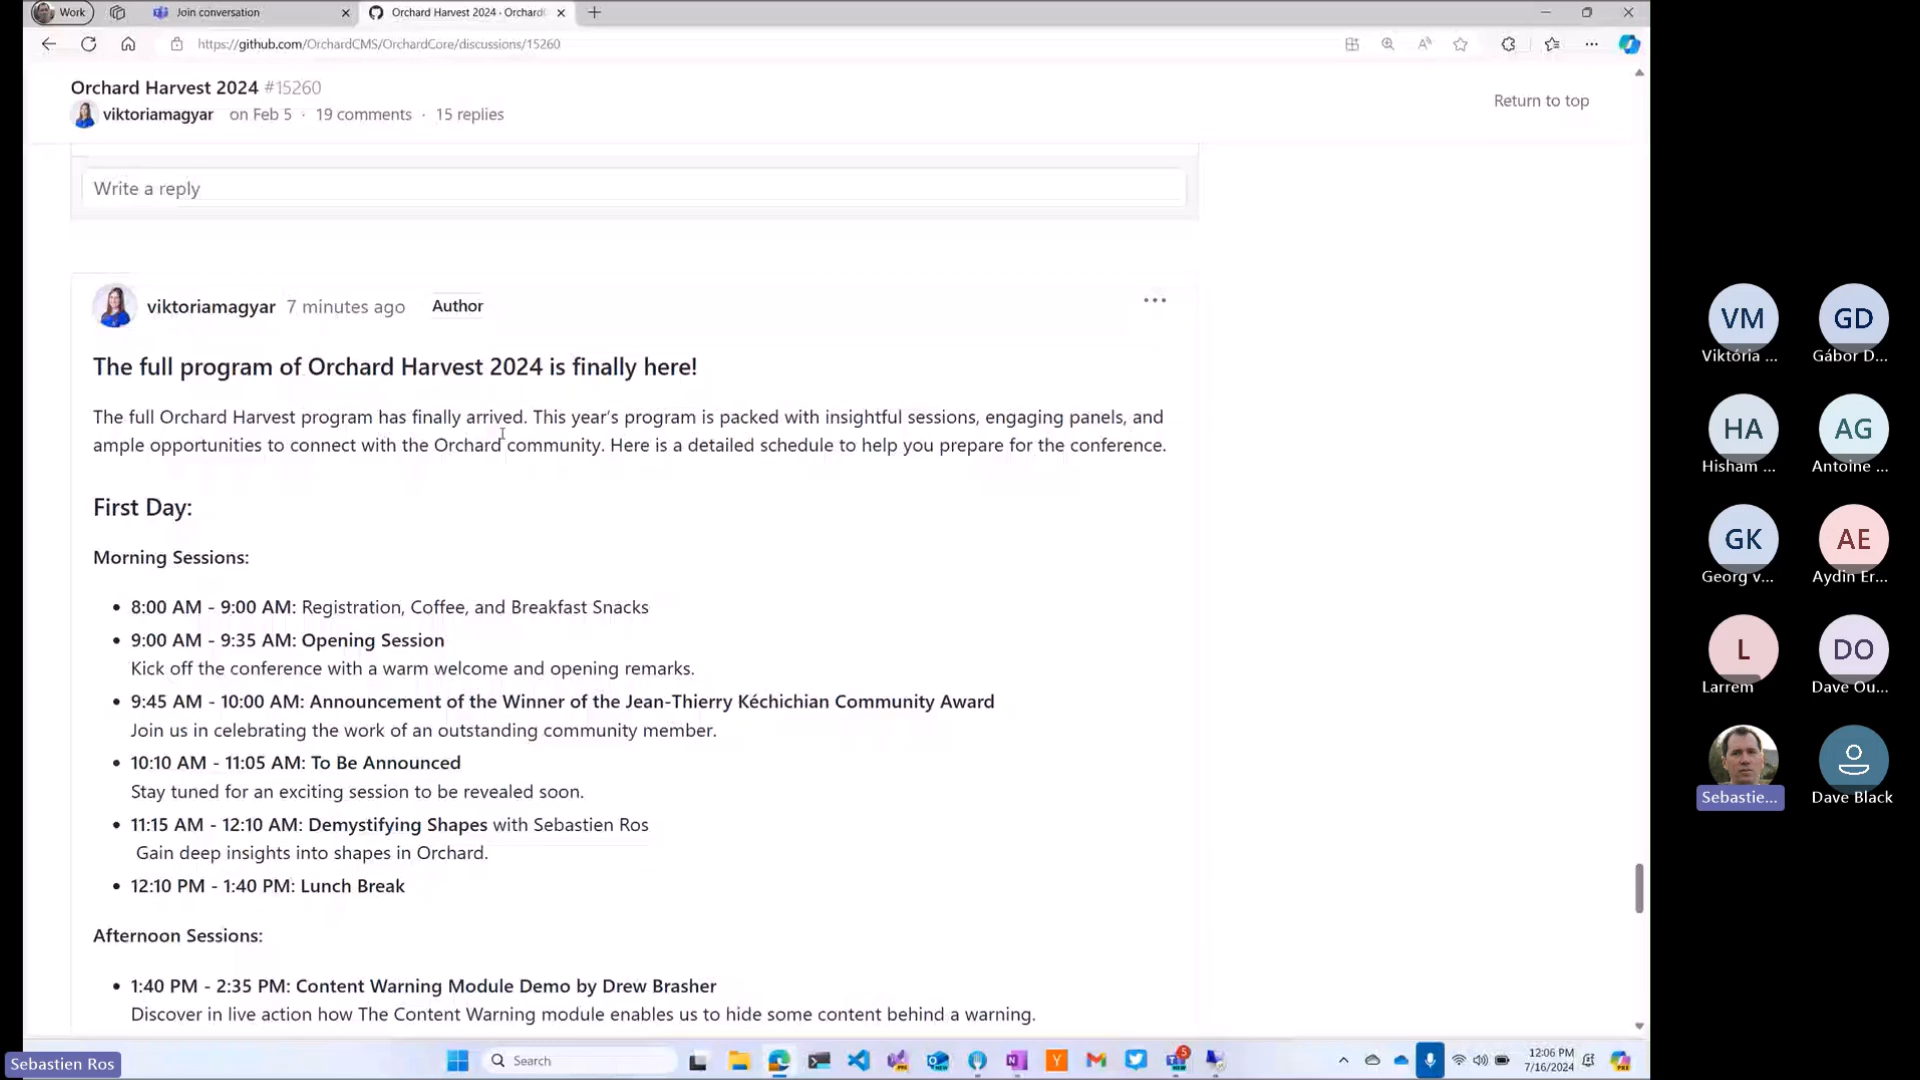 Work
Join conversation
Orchard Harvest 2024 · Orchard
https://github.com/OrchardCMS/OrchardCore/discussions/15260
Orchard Harvest 2024 #15260
viktoriamagyar on Feb 5 · 19 comments · 15 replies
Return to top
Write a reply
viktoriamagyar 7 minutes ago Author
The full program of Orchard Harvest 2024 is finally here!
The full Orchard Harvest program has finally arrived. This year's program is packed with insightful sessions, engaging panels, and
ample opportunities to connect with the Orchard community. Here is a detailed schedule to help you prepare for the conference.
First Day:
Morning Sessions:
• 8:00 AM - 9:00 AM: Registration, Coffee, and Breakfast Snacks
• 9:00 AM - 9:35 AM: Opening Session
Kick off the conference with a warm welcome and opening remarks.
• 9:45 AM - 10:00 AM: Announcement of the Winner of the Jean-Thierry Kéchichian Community Award
Join us in celebrating the work of an outstanding community member.
• 10:10 AM - 11:05 AM: To Be Announced
Stay tuned for an exciting session to be revealed soon.
• 11:15 AM - 12:10 AM: Demystifying Shapes with Sebastien Ros
Gain deep insights into shapes in Orchard.
• 12:10 PM - 1:40 PM: Lunch Break
Afternoon Sessions:
• 1:40 PM - 2:35 PM: Content Warning Module Demo by Drew Brasher
Discover in live action how The Content Warning module enables us to hide some content behind a warning.
VM GD
Viktória ... Gábor D...
HA AG
Hisham ... Antoine ...
GK AE
Georg v... Aydin Er...
L DO
Larrem Dave Ou...
Sebastie... Dave Black
Sebastien Ros
Search
5
12:06 PM
7/16/2024